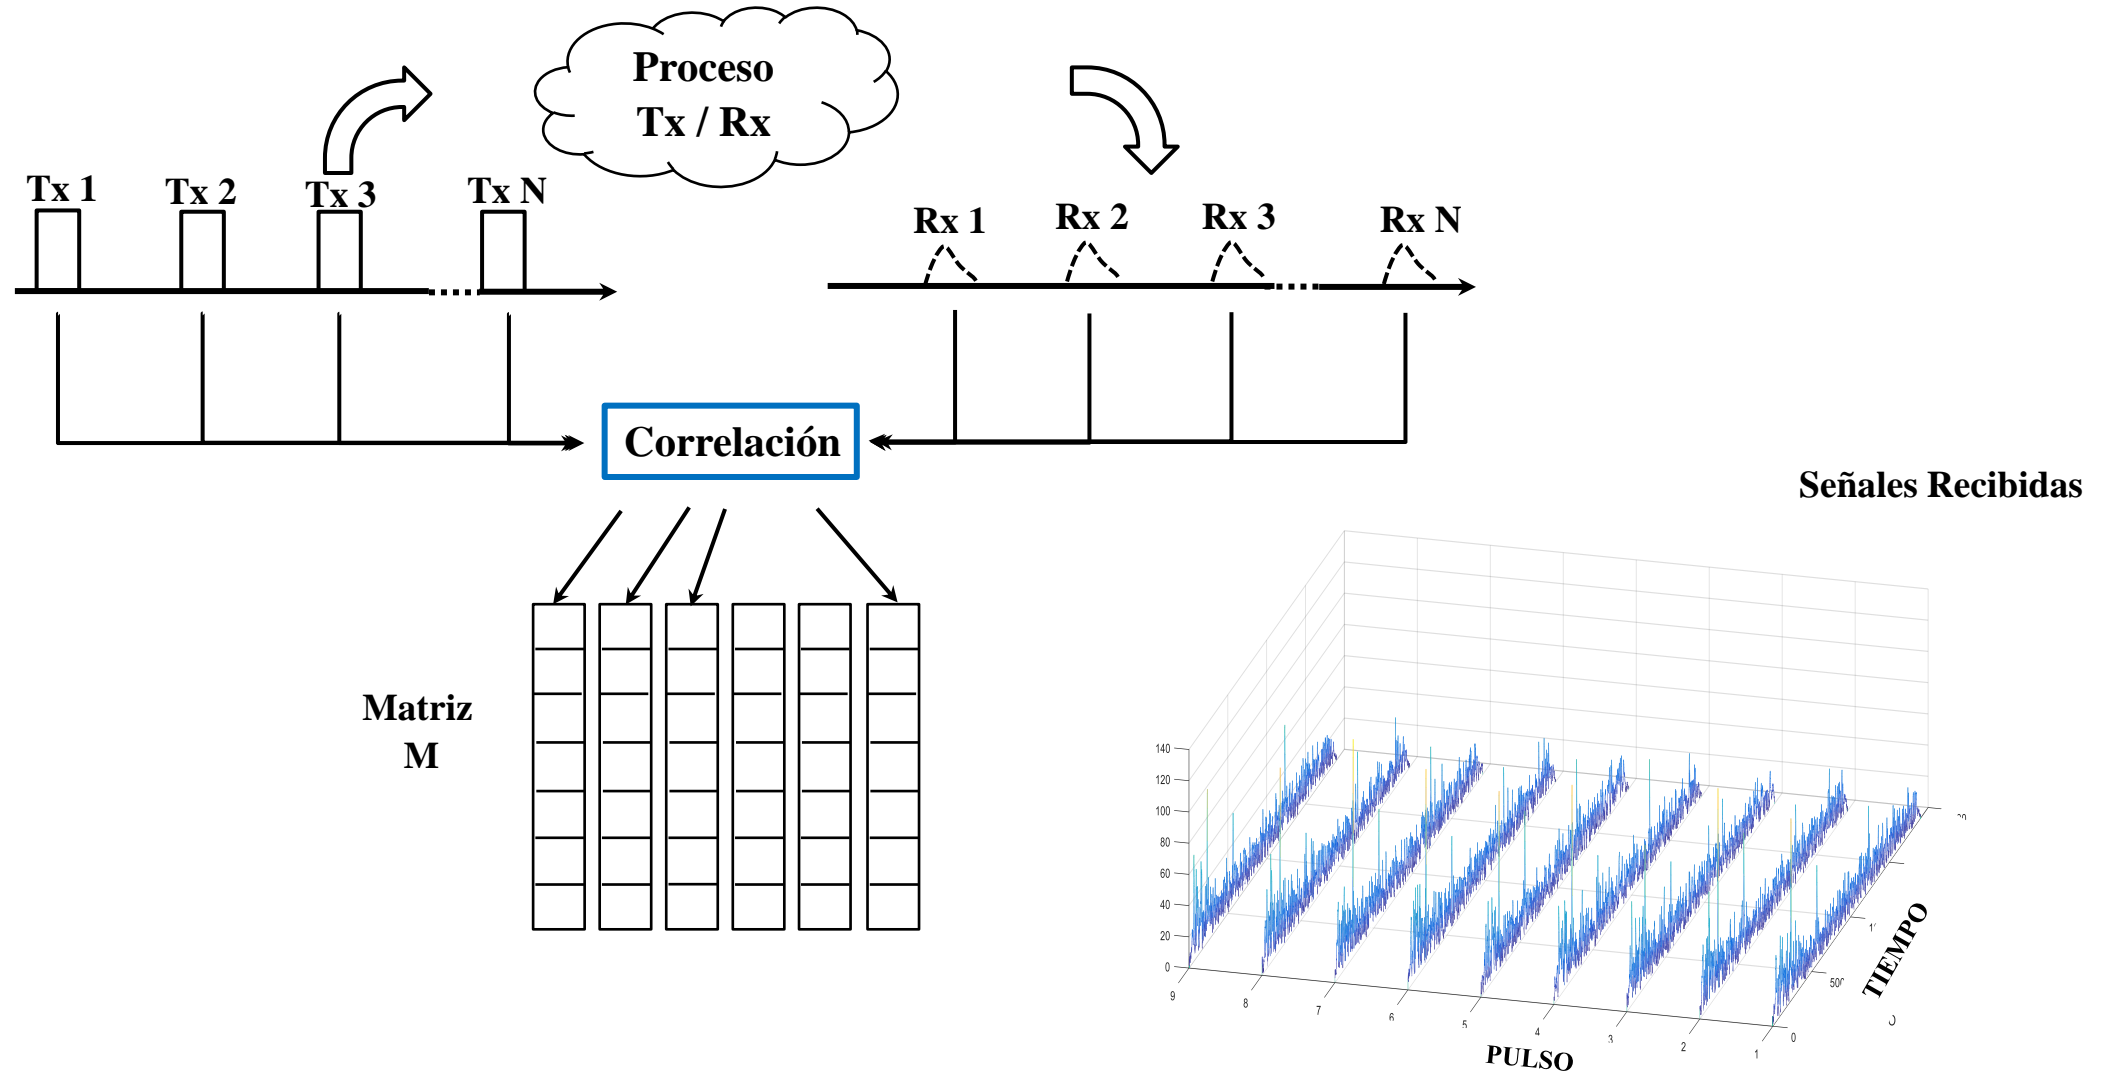 Proceso
Tx / Rx
Tx 1
Tx 2
Tx 3
Tx N
Rx 1
Rx 2
Rx 3
Rx N
Correlación
Señales Recibidas
Matriz
M
140
120
100
80
60
40
20
0
9
8
7
6
5
4
3
2
1
0
500
TIEMPO
PULSO